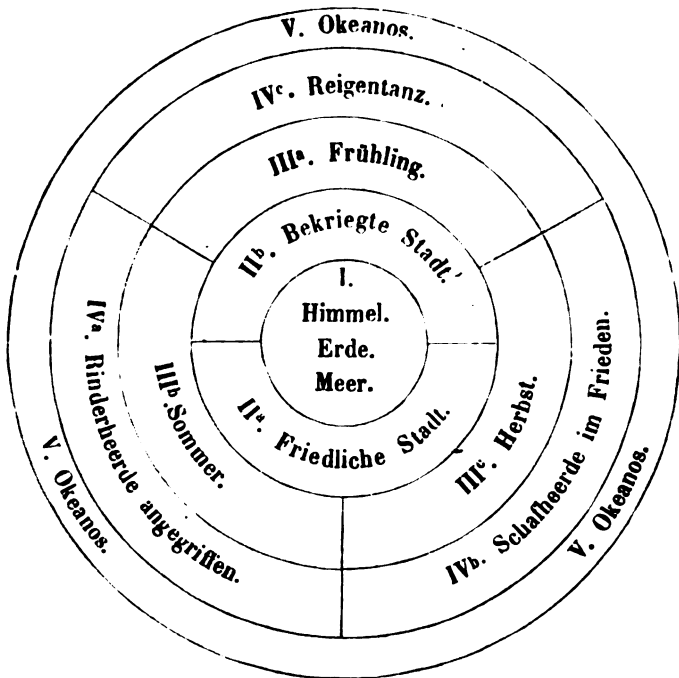 V. Okeanos.
IVᶜ. Reigentanz.
IIIᵃ. Frühling.
IIᵇ. Bekriegte Stadt.
I.
Himmel.
Erde.
Meer.
IIᵃ. Friedliche Stadt.
IIIᵇ. Sommer.
IIIᶜ. Herbst.
IVᵃ. Rinderheerde angegriffen.
IVᵇ. Schafheerde im Frieden.
V. Okeanos.
V. Okeanos.